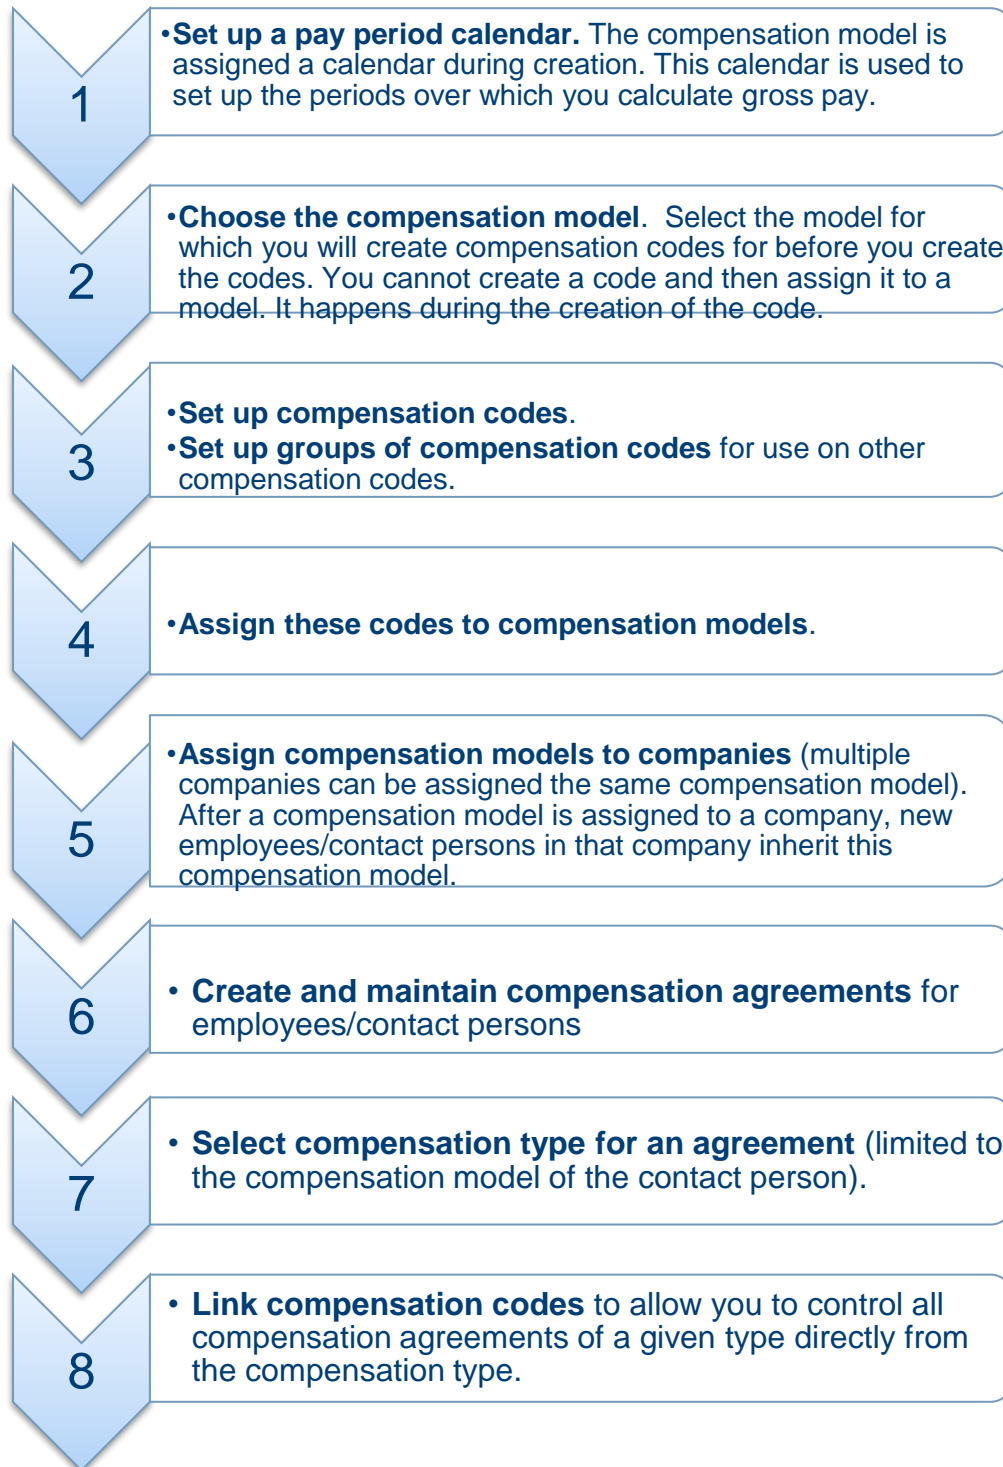 1
•Set up a pay period calendar. The compensation model is
assigned a calendar during creation. This calendar is used to
set up the periods over which you calculate gross pay.
2
•Choose the compensation model.  Select the model for
which you will create compensation codes for before you create
the codes. You cannot create a code and then assign it to a
model. It happens during the creation of the code.
3
•Set up compensation codes.
•Set up groups of compensation codes for use on other
compensation codes.
4
•Assign these codes to compensation models.
5
•Assign compensation models to companies (multiple
companies can be assigned the same compensation model).
After a compensation model is assigned to a company, new
employees/contact persons in that company inherit this
compensation model.
6
• Create and maintain compensation agreements for
employees/contact persons
7
• Select compensation type for an agreement (limited to
the compensation model of the contact person).
8
• Link compensation codes to allow you to control all
compensation agreements of a given type directly from
the compensation type.